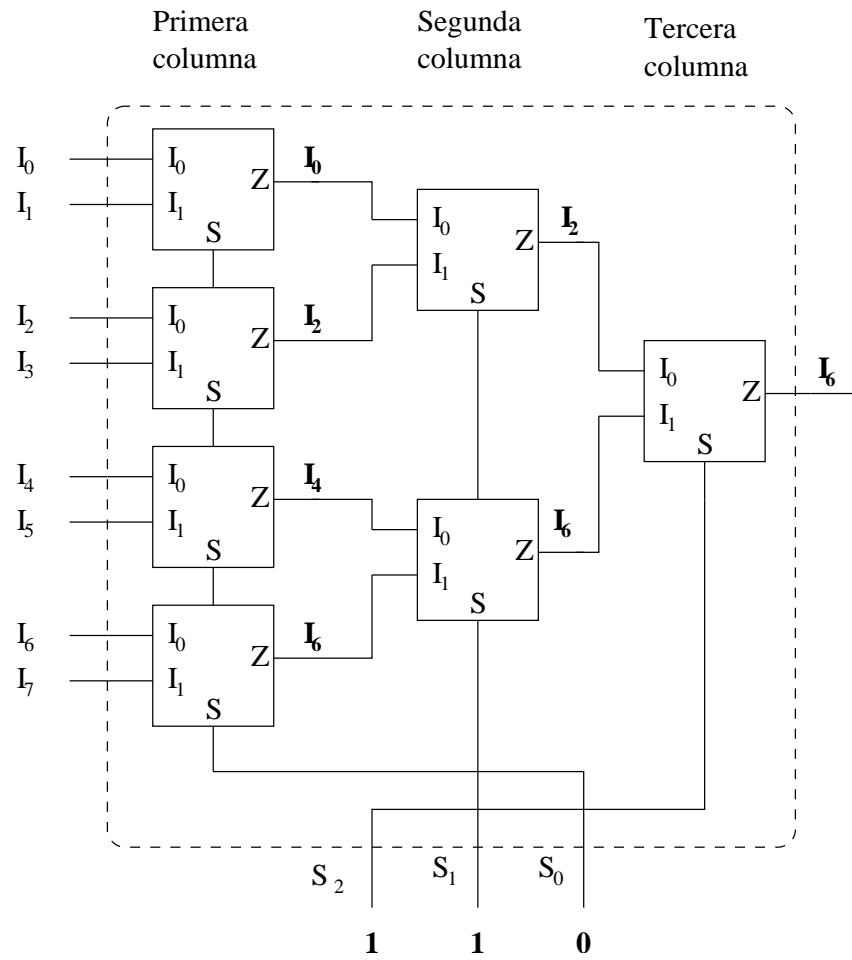 Primera columna
Segunda columna
Tercera columna
I0 I0 Z I0
I1 I1
S
I0 Z I2
I1
S
I2 I0 Z I2
I3 I1
S
I0 Z I6
I1
S
I4 I0 Z I4
I5 I1
S
I0 Z I6
I1
S
I6 I0 Z I6
I7 I1
S
S2 S1 S0
1 1 0